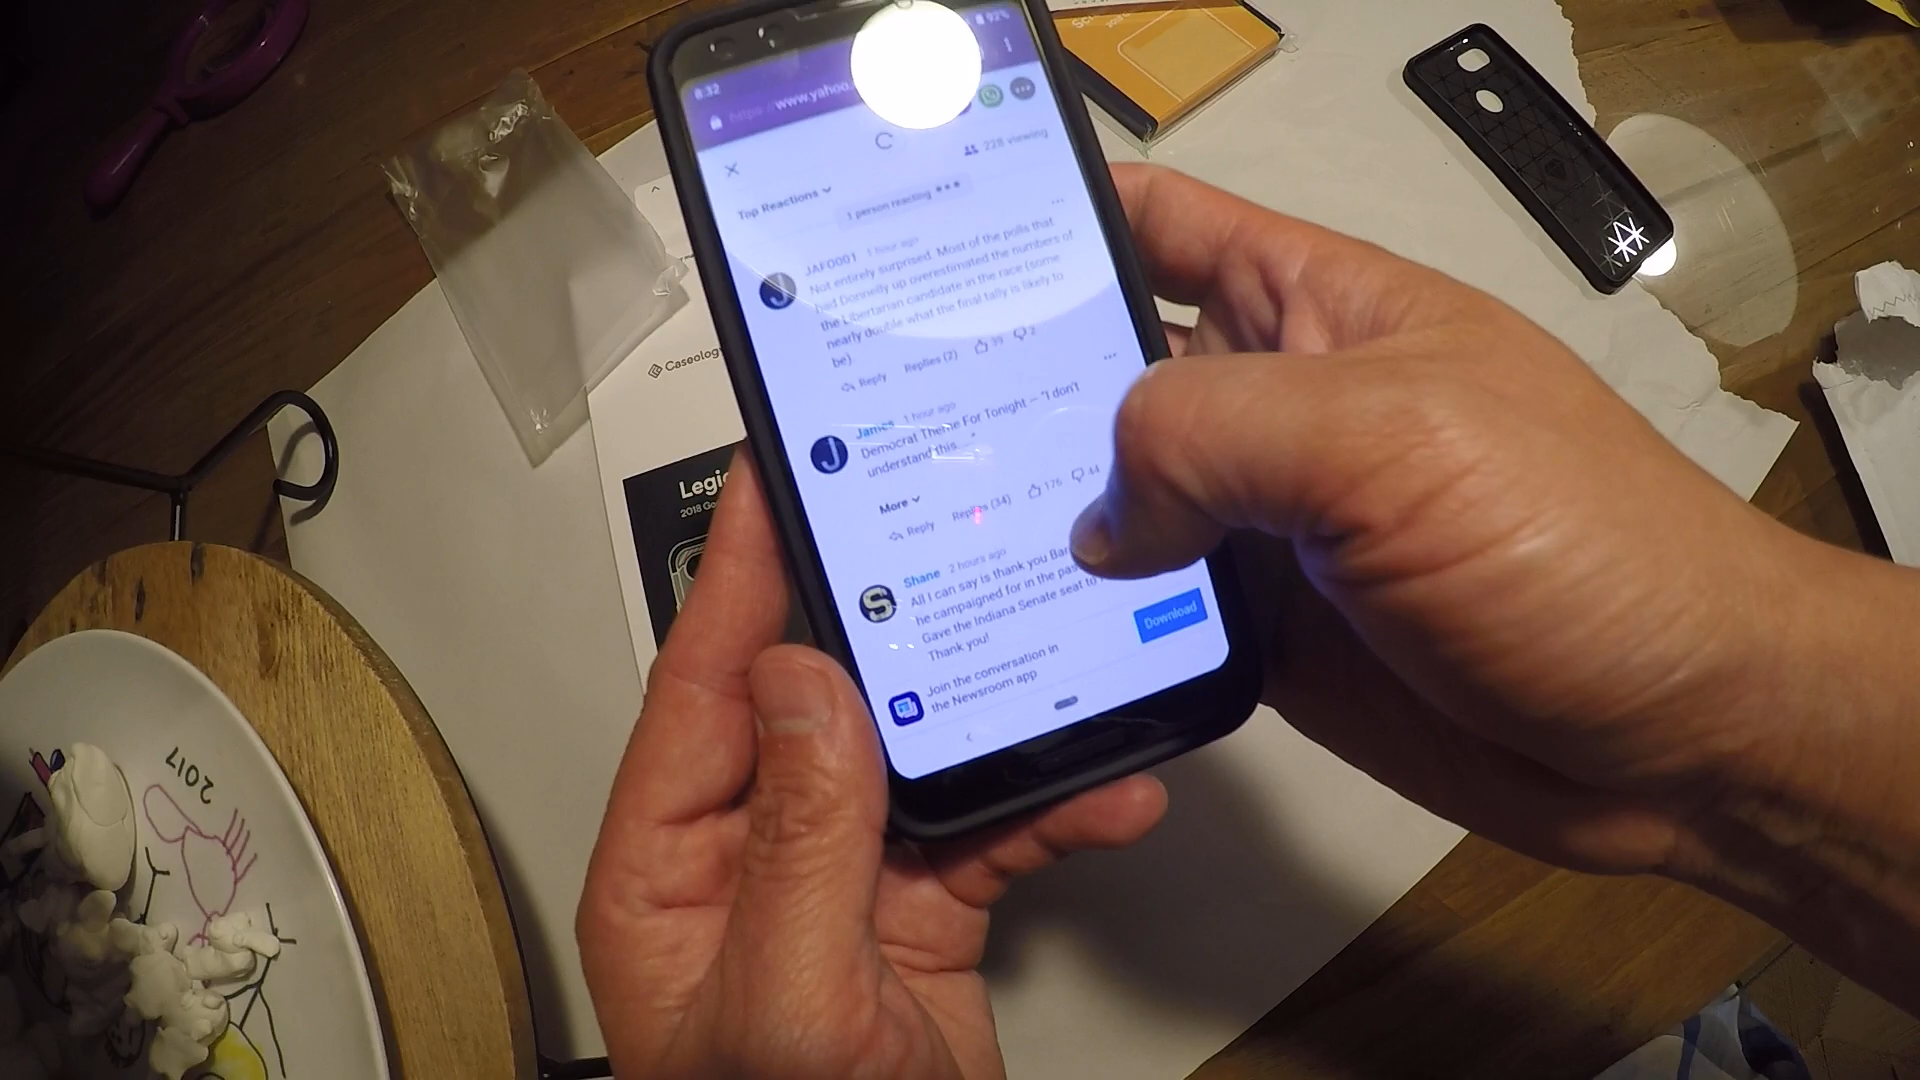 8:32
92%
https://www.yahoo.
228 viewing
Top Reactions
1 person reacting
JAFO001 1 hour ago
Not entirely surprised. Most of the polls that
had Donnelly up overestimated the numbers of
the Libertarian candidate in the race (some
nearly double what the final tally is likely to
be).
Reply Replies (2) 39 2
James 1 hour ago
Democrat Theme For Tonight – "I don't
understand this
More
Reply Replies (34) 176 44
Shane 2 hours ago
All I can say is thank you
he campaigned for in the
Gave the Indiana Senate seat to
Thank you!
Join the conversation in
the Newsroom app
Download
2017